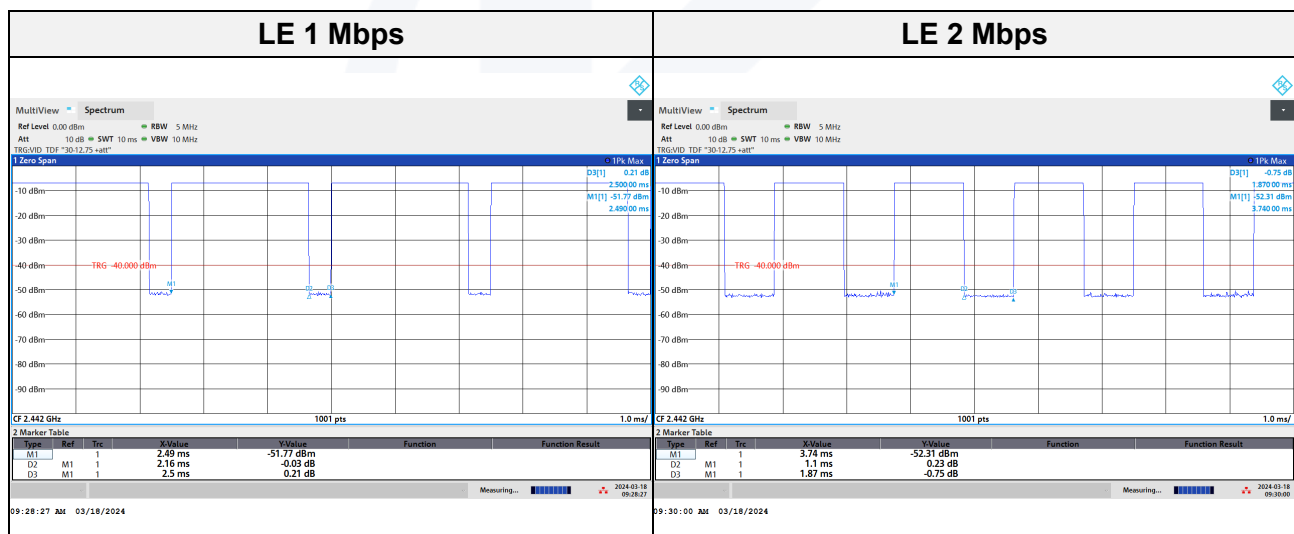 LE 1 Mbps
LE 2 Mbps
MultiView Spectrum
Ref Level 0.00 dBm RBW 5 MHz
Att 10 dB SWT 10 ms VBW 10 MHz
TRG:VID TDF "30-12.75 +att"
1 Zero Span 1Pk Max
D3[1] 0.21 dB
2.500 00 ms
M1[1] -51.77 dBm
2.490 00 ms
-10 dBm
-20 dBm
-30 dBm
-40 dBm TRG -40.000 dBm
-50 dBm M1 D2 D3
-60 dBm
-70 dBm
-80 dBm
-90 dBm
CF 2.442 GHz 1001 pts 1.0 ms/
2 Marker Table
Type Ref Trc X-Value Y-Value Function Function Result
M1 1 2.49 ms -51.77 dBm
D2 M1 1 2.16 ms -0.03 dB
D3 M1 1 2.5 ms 0.21 dB
Measuring... 2024-03-18
09:28:27
09:28:27 AM 03/18/2024
MultiView Spectrum
Ref Level 0.00 dBm RBW 5 MHz
Att 10 dB SWT 10 ms VBW 10 MHz
TRG:VID TDF "30-12.75 +att"
1 Zero Span 1Pk Max
D3[1] -0.75 dB
1.870 00 ms
M1[1] -52.31 dBm
3.740 00 ms
-10 dBm
-20 dBm
-30 dBm
-40 dBm TRG -40.000 dBm
-50 dBm M1 D2 D3
-60 dBm
-70 dBm
-80 dBm
-90 dBm
CF 2.442 GHz 1001 pts 1.0 ms/
2 Marker Table
Type Ref Trc X-Value Y-Value Function Function Result
M1 1 3.74 ms -52.31 dBm
D2 M1 1 1.1 ms 0.23 dB
D3 M1 1 1.87 ms -0.75 dB
Measuring... 2024-03-18
09:30:00
09:30:00 AM 03/18/2024